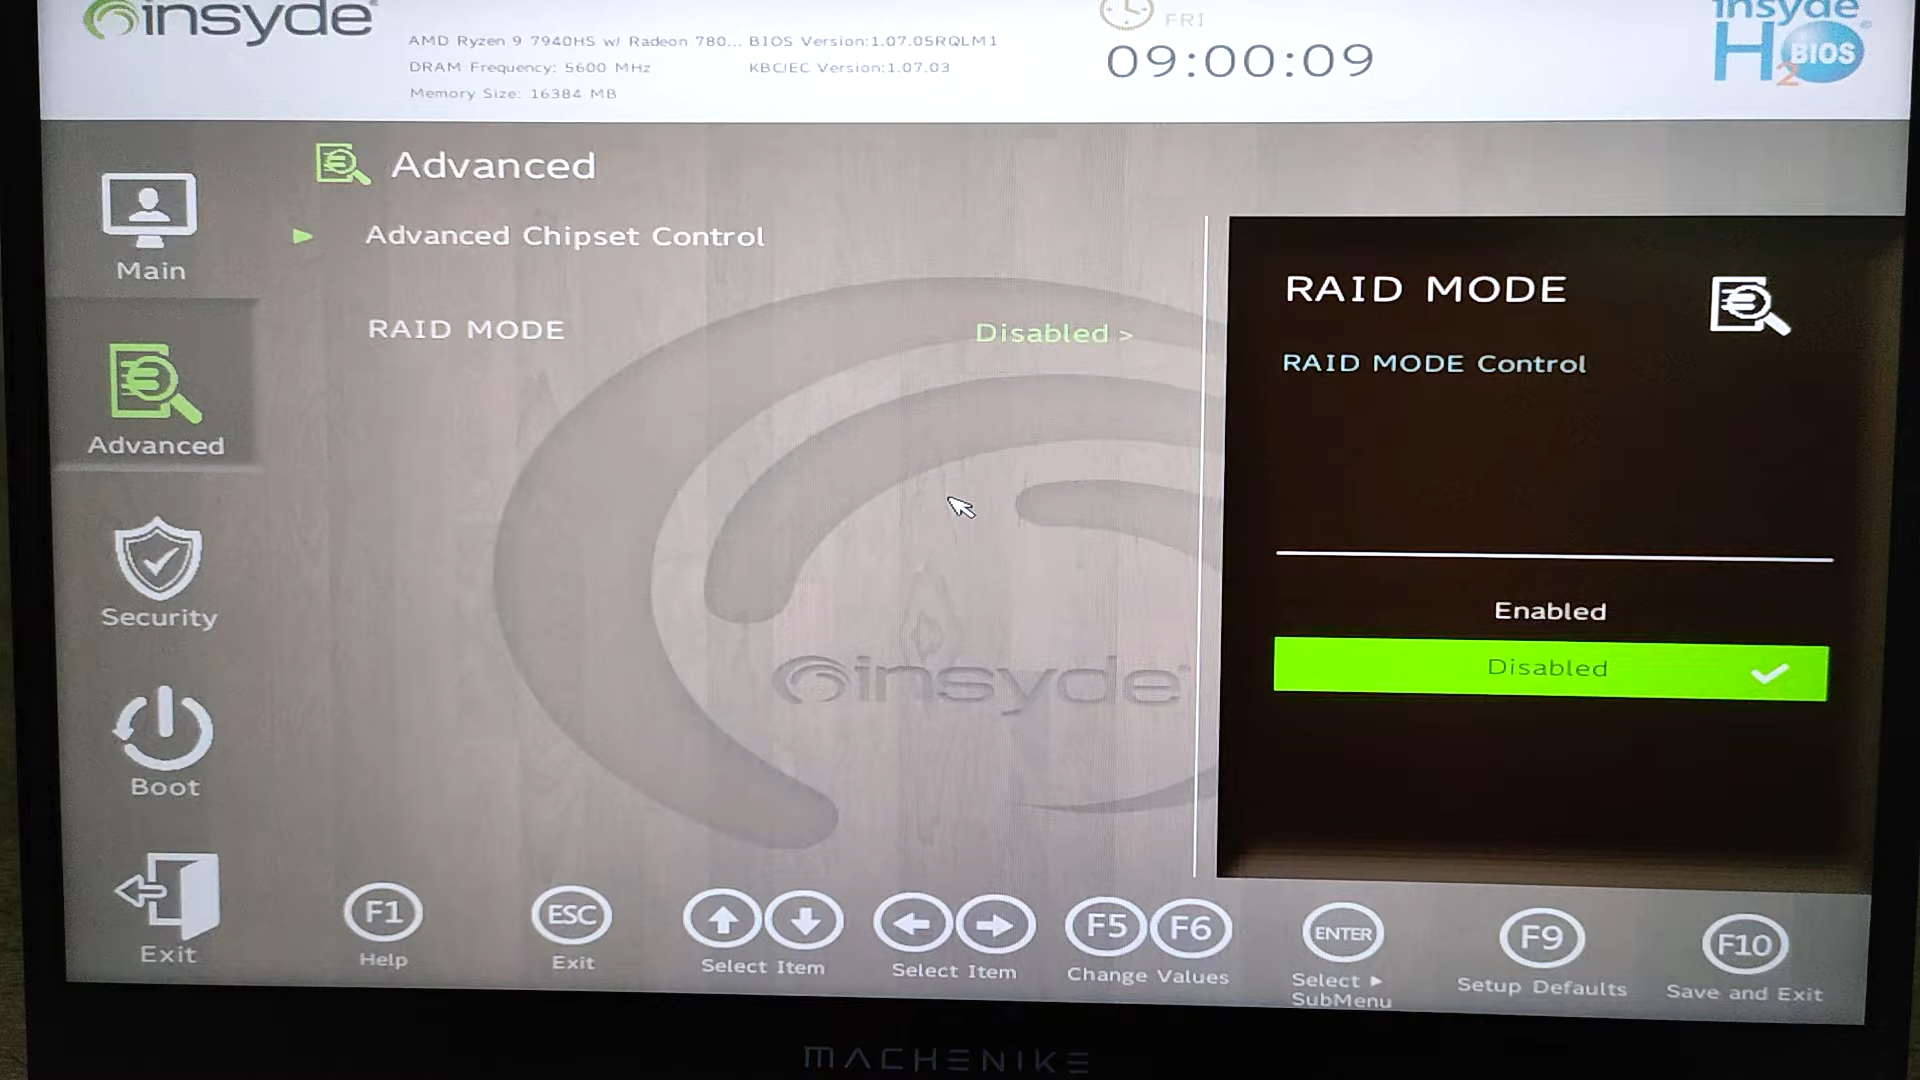 insyde
AMD Ryzen 9 7940HS w/ Radeon 780... BIOS Version:1.07.05RQLM1
DRAM Frequency: 5600 MHz KBC/EC Version:1.07.03
Memory Size: 16384 MB
FRI
09:00:09
insyde
H2BIOS
Main
Advanced
Security
Boot
Exit
Advanced
Advanced Chipset Control
RAID MODE Disabled >
insyde
RAID MODE
RAID MODE Control
Enabled
Disabled
F1
Help
ESC
Exit
Select Item
Select Item
F5 F6
Change Values
ENTER
Select ▶
SubMenu
F9
Setup Defaults
F10
Save and Exit
MACHENIKE